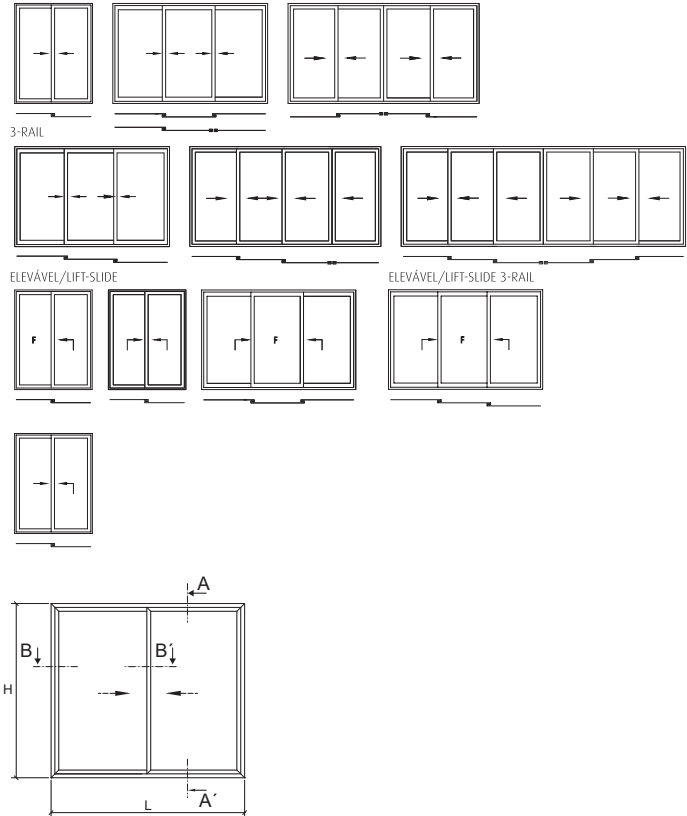 3-RAIL
ELEVÁVEL/LIFT-SLIDE
ELEVÁVEL/LIFT-SLIDE 3-RAIL
F
F
F
A
B
B´
H
A´
L